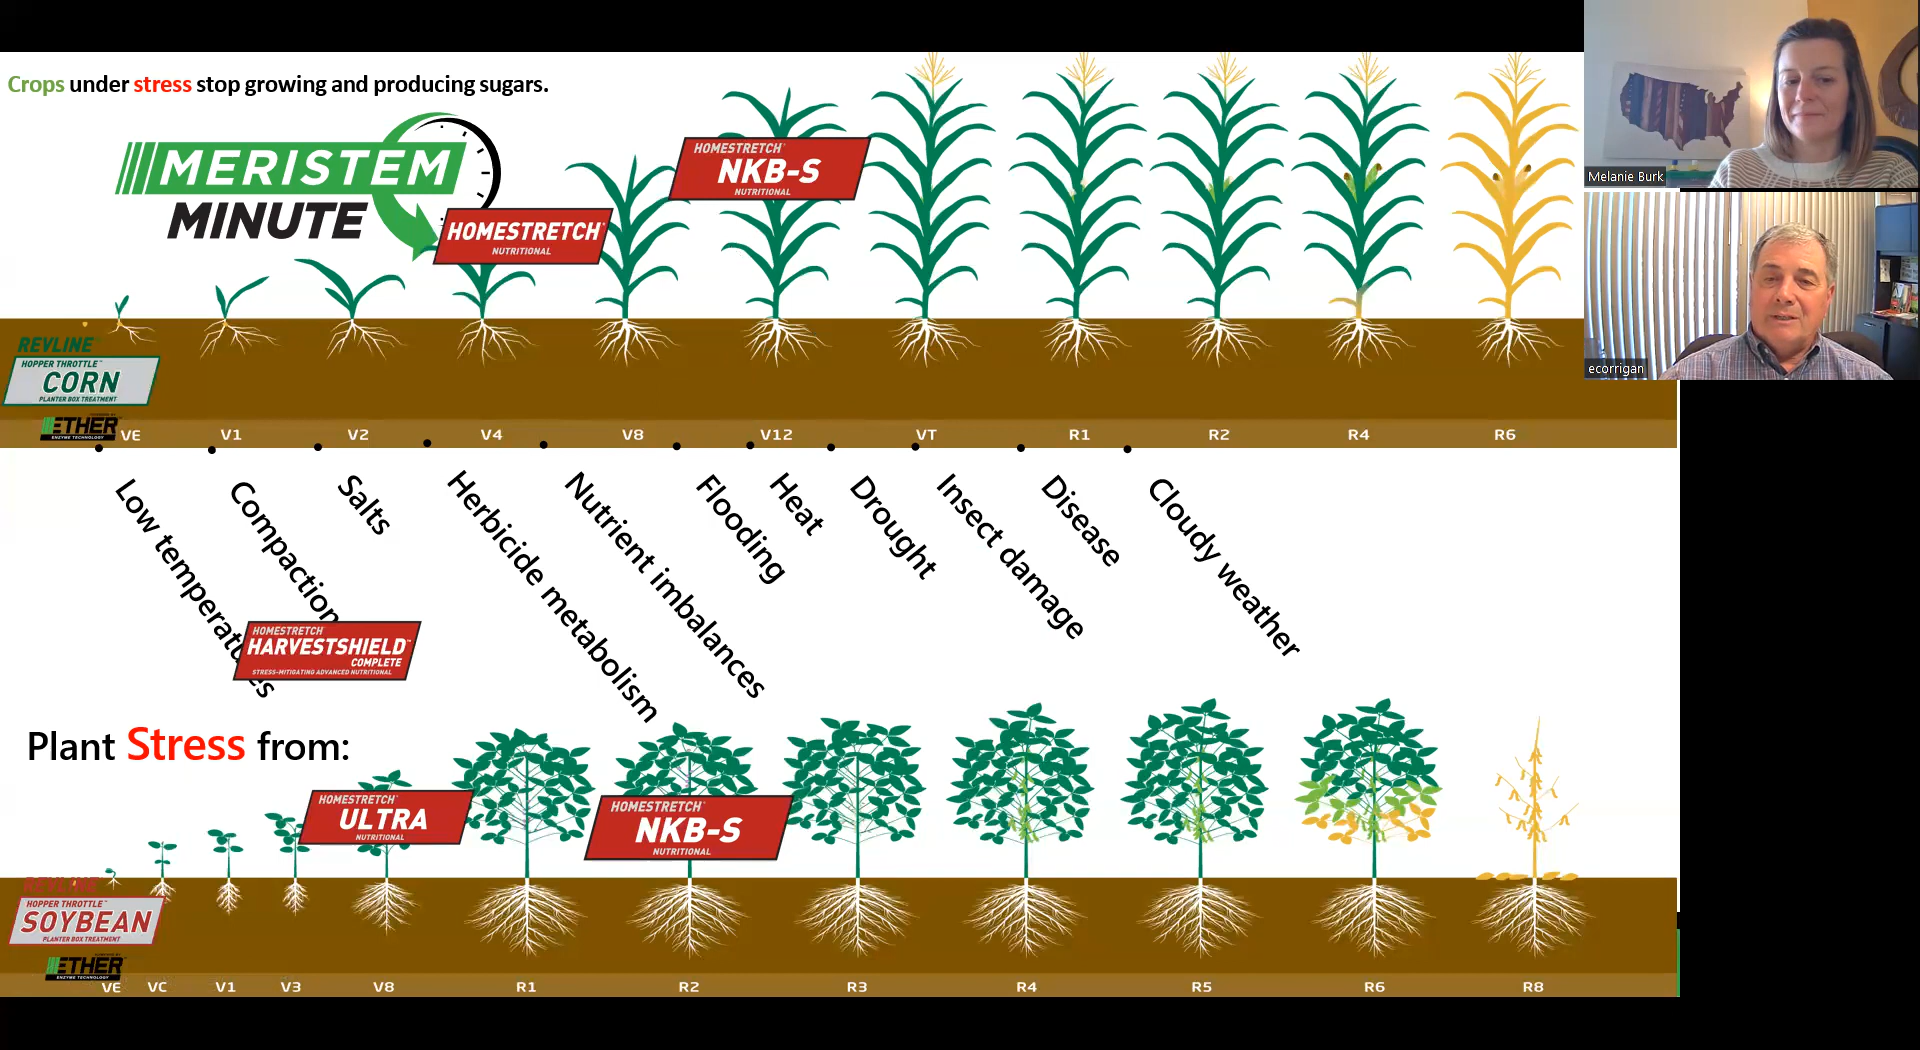 Crops under stress stop growing and producing sugars.
MERISTEM
MINUTE
HOMESTRETCH
NUTRITIONAL
HOMESTRETCH
NKB-S
NUTRITIONAL
Melanie Burk
ecorrigan
REVLINE
HOPPER THROTTLE™
CORN
PLANTER BOX TREATMENT
ETHER
ENZYME TECHNOLOGY
VE V1 V2 V4 V8 V12 VT R1 R2 R4 R6
Low temperatures
Compaction
Salts
Herbicide metabolism
Nutrient imbalances
Flooding
Heat
Drought
Insect damage
Disease
Cloudy weather
HOMESTRETCH
HARVESTSHIELD™
COMPLETE
STRESS-MITIGATING ADVANCED NUTRITIONAL
Plant Stress from:
HOMESTRETCH
ULTRA
NUTRITIONAL
HOMESTRETCH
NKB-S
NUTRITIONAL
REVLINE
HOPPER THROTTLE™
SOYBEAN
PLANTER BOX TREATMENT
ETHER
ENZYME TECHNOLOGY
VE VC V1 V3 V8 R1 R2 R3 R4 R5 R6 R8